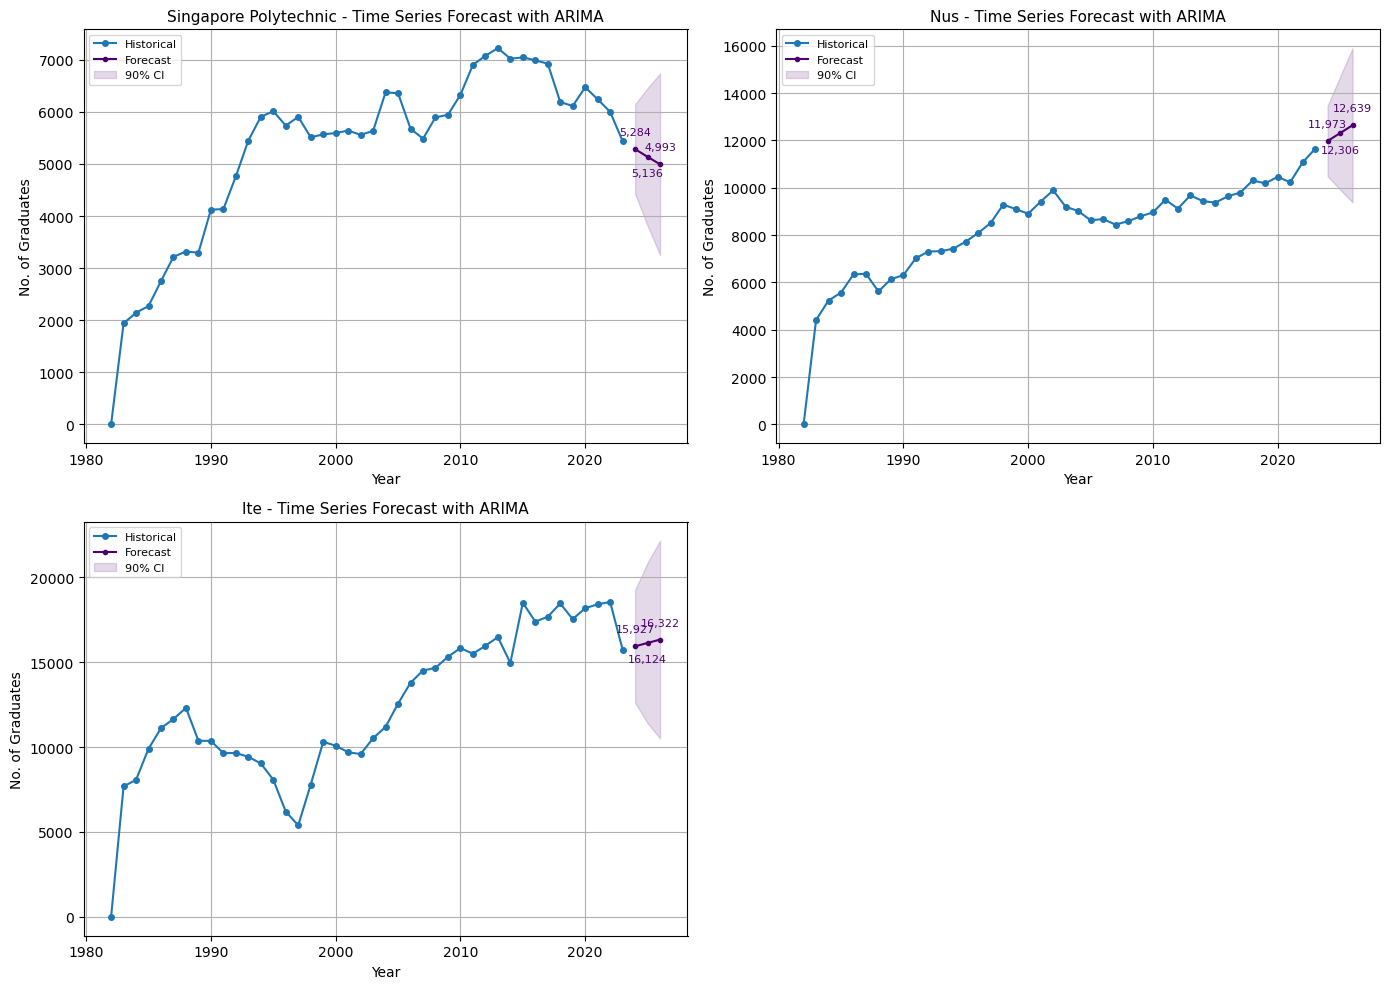 Singapore Polytechnic - Time Series Forecast with ARIMA
Historical
Forecast
90% CI
No. of Graduates
7000
6000
5000
4000
3000
2000
1000
0
5,284
4,993
5,136
1980
1990
2000
2010
2020
Year
Nus - Time Series Forecast with ARIMA
Historical
Forecast
90% CI
No. of Graduates
16000
14000
12000
10000
8000
6000
4000
2000
0
12,639
11,973
12,306
1980
1990
2000
2010
2020
Year
Ite - Time Series Forecast with ARIMA
Historical
Forecast
90% CI
No. of Graduates
20000
15000
10000
5000
0
16,322
15,927
16,124
1980
1990
2000
2010
2020
Year